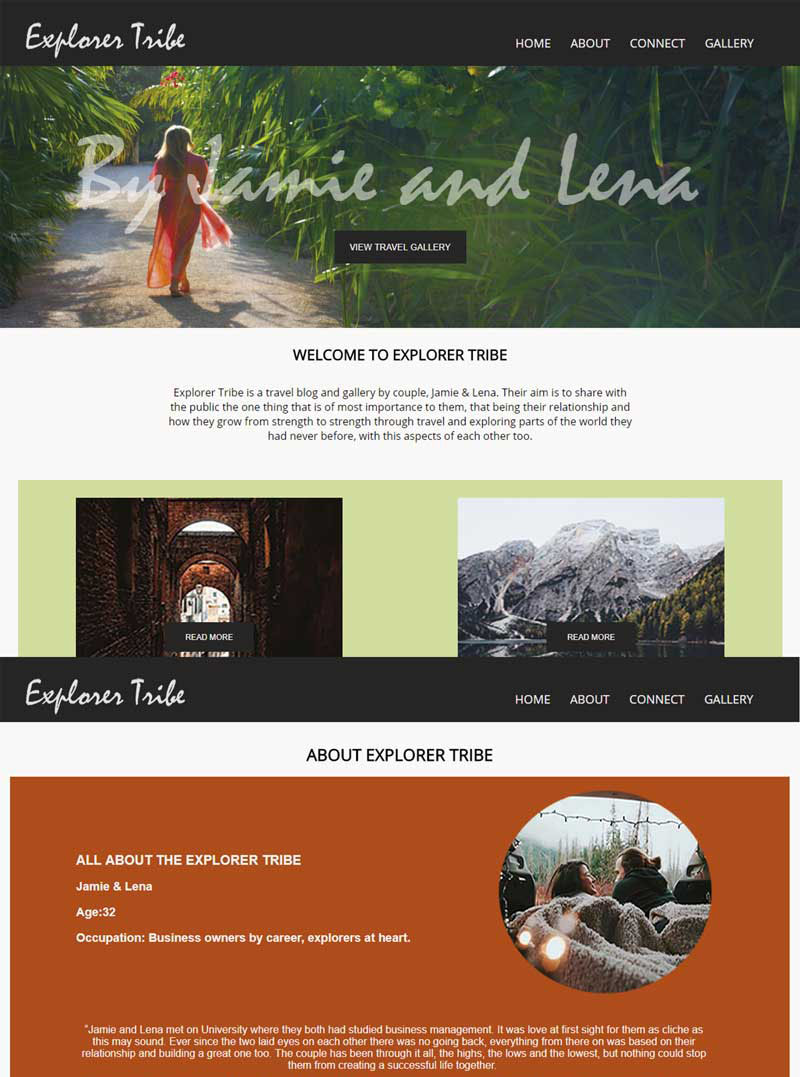 Explorer Tribe
HOME ABOUT CONNECT GALLERY
By Jamie and Lena
VIEW TRAVEL GALLERY
WELCOME TO EXPLORER TRIBE
Explorer Tribe is a travel blog and gallery by couple, Jamie & Lena. Their aim is to share with
the public the one thing that is of most importance to them, that being their relationship and
how they grow from strength to strength through travel and exploring parts of the world they
had never before, with this aspects of each other too.
READ MORE
READ MORE
Explorer Tribe
HOME ABOUT CONNECT GALLERY
ABOUT EXPLORER TRIBE
ALL ABOUT THE EXPLORER TRIBE
Jamie & Lena
Age:32
Occupation: Business owners by career, explorers at heart.
"Jamie and Lena met on University where they both had studied business management. It was love at first sight for them as cliche as
this may sound. Ever since the two laid eyes on each other there was no going back, everything from there on was based on their
relationship and building a great one too. The couple has been through it all, the highs, the lows and the lowest, but nothing could stop
them from creating a successful life together.